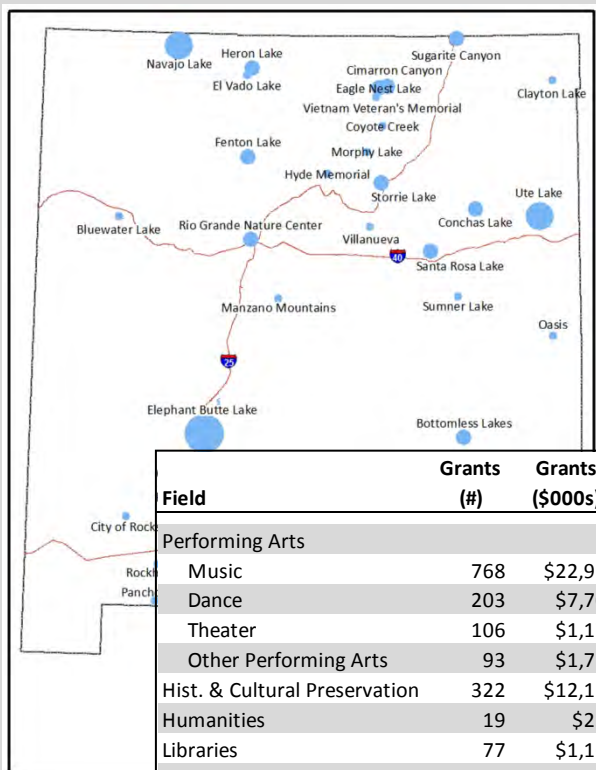 Navajo Lake
Heron Lake
El Vado Lake
Sugarite Canyon
Cimarron Canyon
Eagle Nest Lake
Clayton Lake
Vietnam Veteran's Memorial
Coyote Creek
Fenton Lake
Morphy Lake
Hyde Memorial
Storrie Lake
Ute Lake
Bluewater Lake
Rio Grande Nature Center
Villanueva
Conchas Lake
40
Santa Rosa Lake
Manzano Mountains
Sumner Lake
Oasis
25
Elephant Butte Lake
Bottomless Lakes
City of Rock
Rock
Panch
Grants Grants
Field (#) ($000s)
Performing Arts
Music 768 $22,9
Dance 203 $7,7
Theater 106 $1,1
Other Performing Arts 93 $1,7
Hist. & Cultural Preservation 322 $12,1
Humanities 19 $2
Libraries 77 $1,1